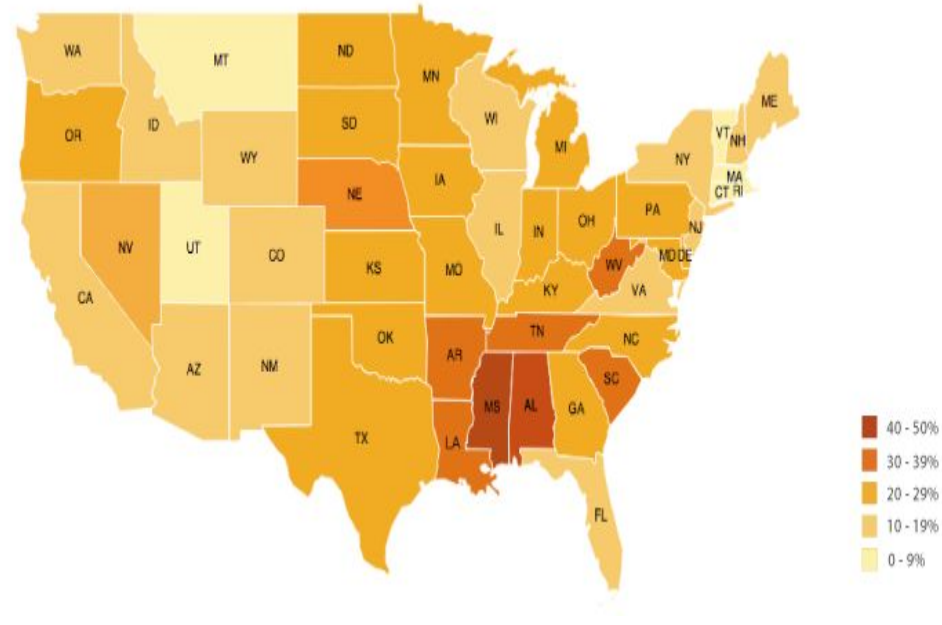 WA
MT
ND
MN
OR
ID
WY
SD
WI
MI
ME
VT
NH
NY
MA
CT RI
NV
UT
CO
NE
IA
IL
IN
OH
PA
NJ
MD
DE
CA
KS
MO
KY
WV
VA
AZ
NM
OK
AR
TN
NC
TX
LA
MS
AL
GA
SC
FL
40 - 50%
30 - 39%
20 - 29%
10 - 19%
0 - 9%